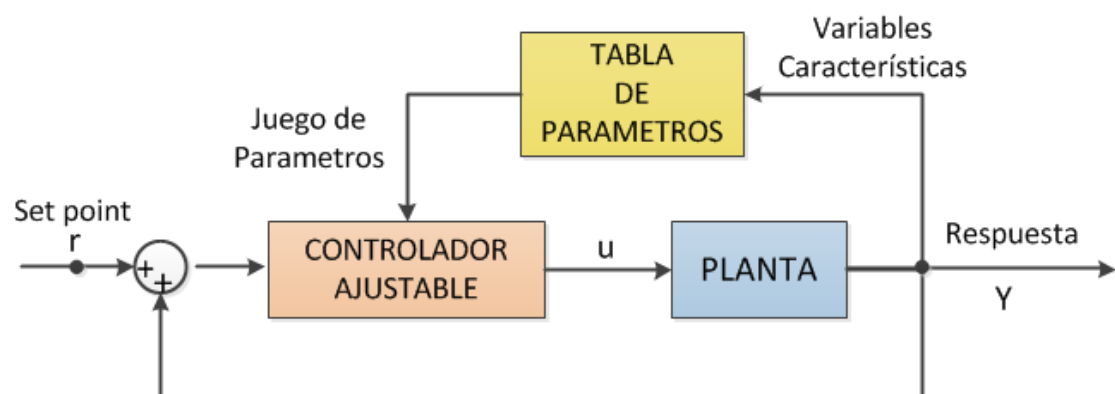 Variables
Características
TABLA
DE
PARAMETROS
Juego de
Parametros
Set point
r
+
+
CONTROLADOR
AJUSTABLE
u
PLANTA
Respuesta
Y